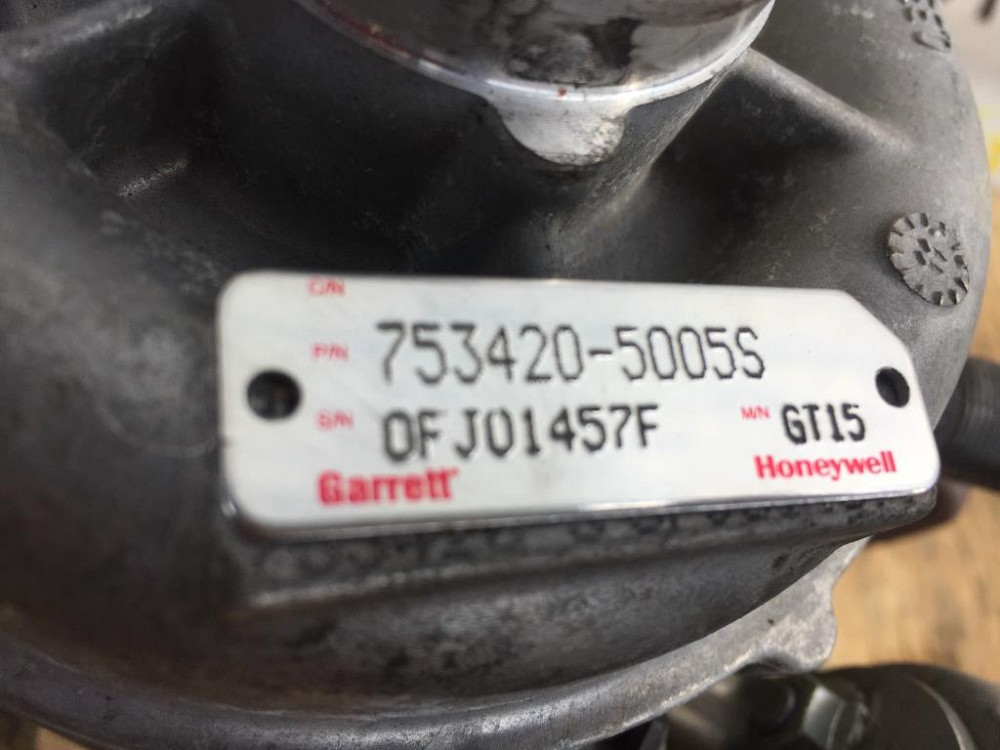 C/N
P/N 753420-5005S
S/N 0FJ01457F M/N GT15
Garrett Honeywell